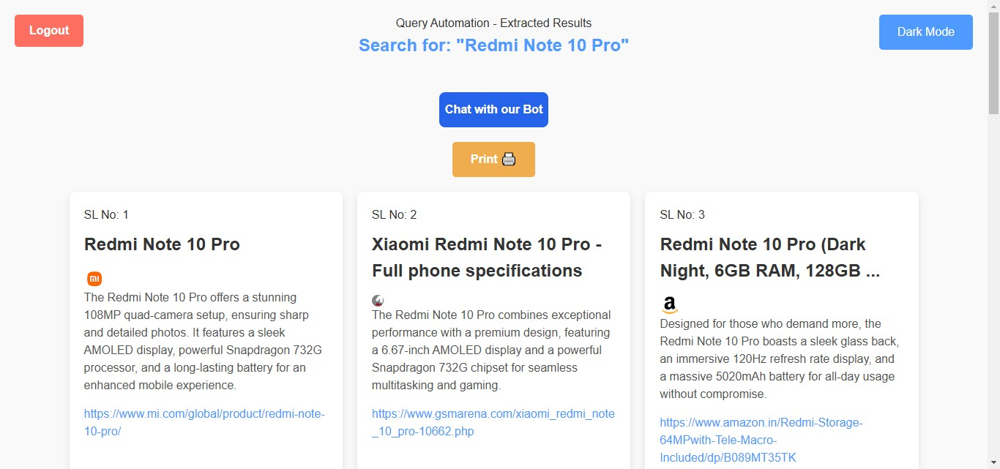 Logout
Query Automation - Extracted Results
Dark Mode
Search for: "Redmi Note 10 Pro"
Chat with our Bot
Print
SL No: 1
Redmi Note 10 Pro
mi
The Redmi Note 10 Pro offers a stunning
108MP quad-camera setup, ensuring sharp
and detailed photos. It features a sleek
AMOLED display, powerful Snapdragon 732G
processor, and a long-lasting battery for an
enhanced mobile experience.
https://www.mi.com/global/product/redmi-note-
10-pro/
SL No: 2
Xiaomi Redmi Note 10 Pro -
Full phone specifications
The Redmi Note 10 Pro combines exceptional
performance with a premium design, featuring
a 6.67-inch AMOLED display and a powerful
Snapdragon 732G chipset for seamless
multitasking and gaming.
https://www.gsmarena.com/xiaomi_redmi_note
_10_pro-10662.php
SL No: 3
Redmi Note 10 Pro (Dark
Night, 6GB RAM, 128GB ...
a
Designed for those who demand more, the
Redmi Note 10 Pro boasts a sleek glass back,
an immersive 120Hz refresh rate display, and
a massive 5020mAh battery for all-day usage
without compromise.
https://www.amazon.in/Redmi-Storage-
64MPwith-Tele-Macro-
Included/dp/B089MT35TK